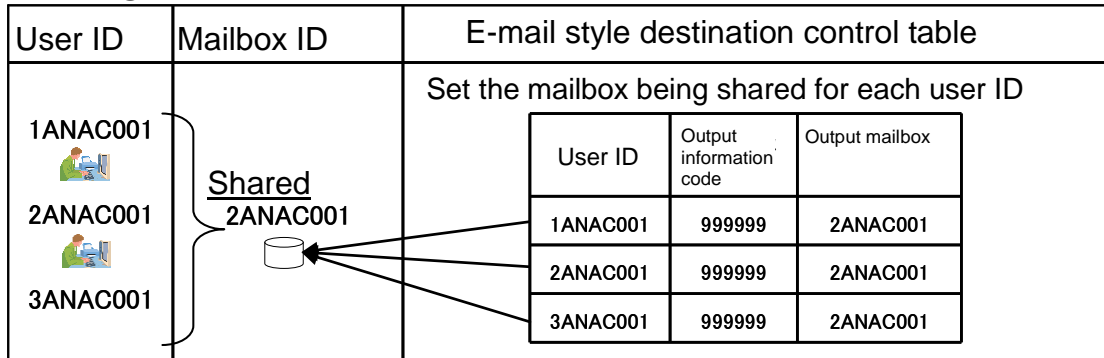 User ID
Mailbox ID
E-mail style destination control table
Set the mailbox being shared for each user ID
1ANAC001
2ANAC001
3ANAC001
Shared
2ANAC001
User ID
Output
information
code
Output mailbox
1ANAC001 999999 2ANAC001
2ANAC001 999999 2ANAC001
3ANAC001 999999 2ANAC001